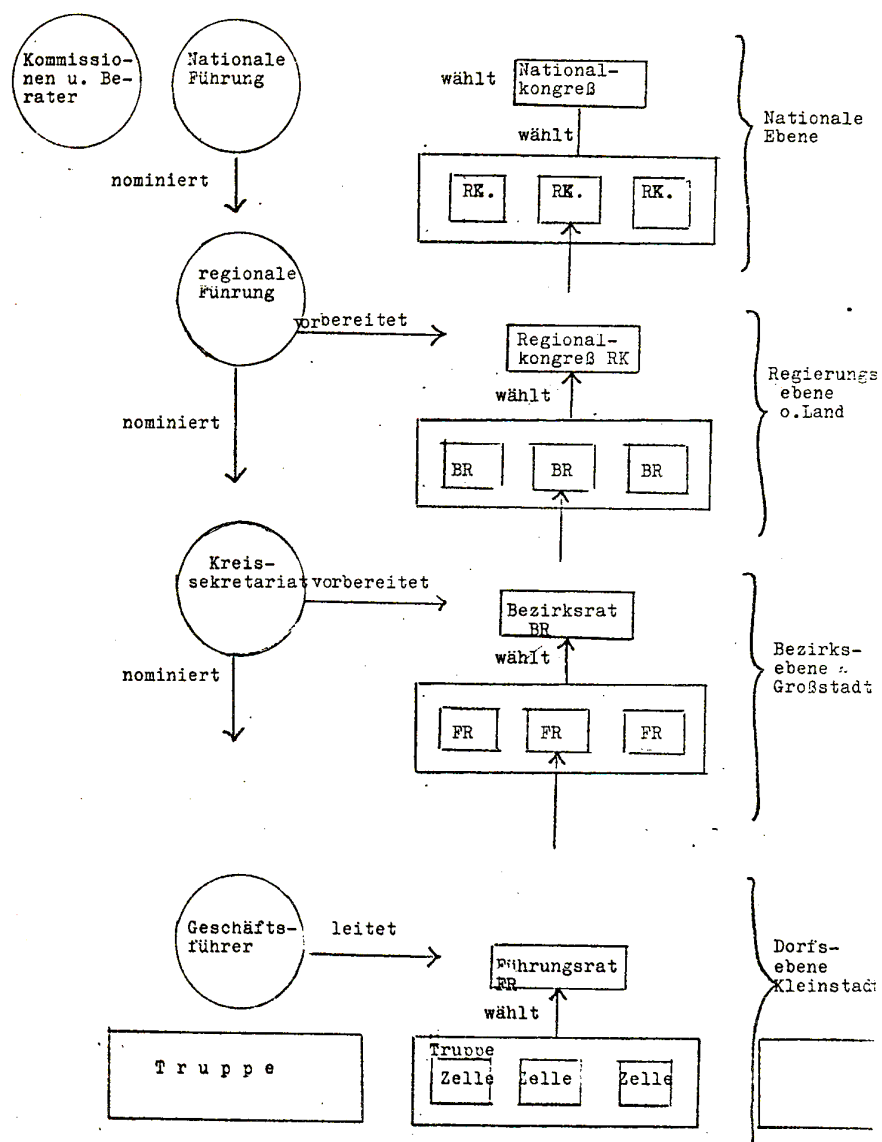 Kommissio-
nen u. Be-
rater
Nationale
Führung
wählt
National-
kongreß
wählt
Nationale
Ebene
nominiert
RK.
RK.
RK.
regionale
Führung
vorbereitet
Regional-
kongreß RK
wählt
Regierungs
ebene
o.Land
nominiert
BR
BR
BR
Kreis-
sekretariat
vorbereitet
Bezirksrat
BR
wählt
Bezirks-
ebene
Großstadt
nominiert
FR
FR
FR
Geschäfts-
führer
leitet
Führungsrat
FR
wählt
Dorfs-
ebene
Kleinstadt
Truppe
Truppe
Zelle
Zelle
Zelle